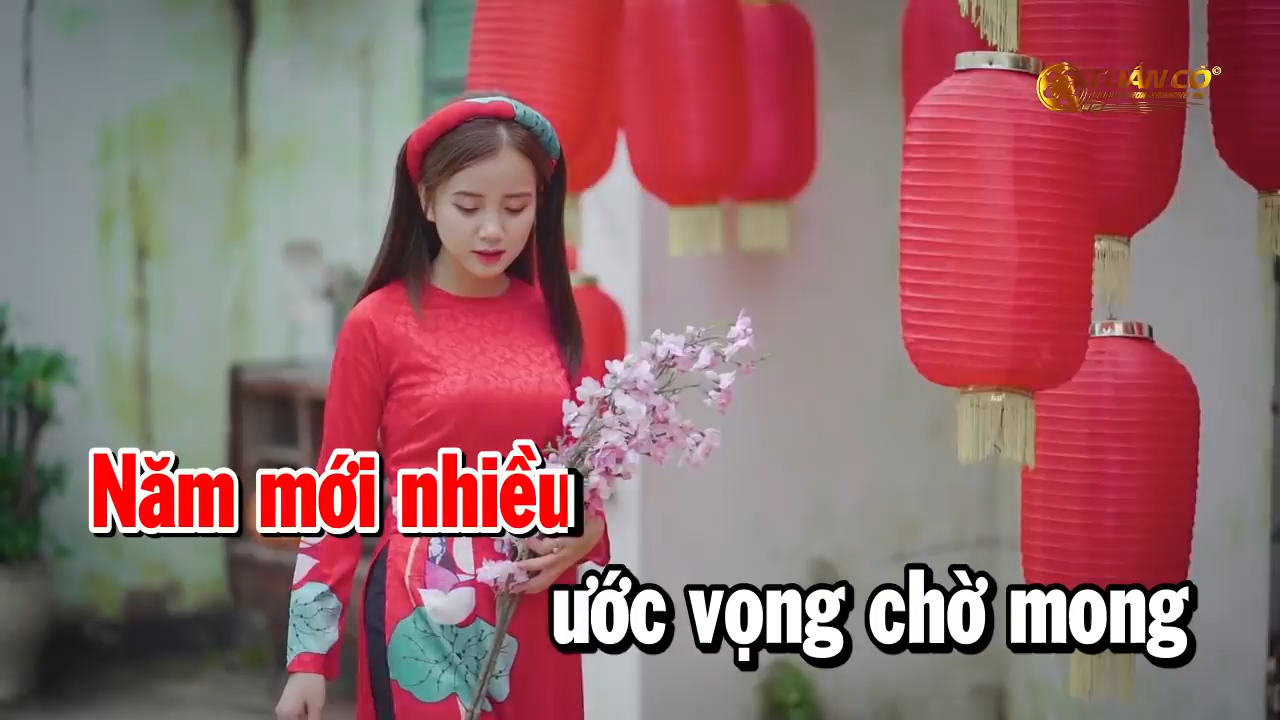 Năm mới nhiều
ước vọng chờ mong